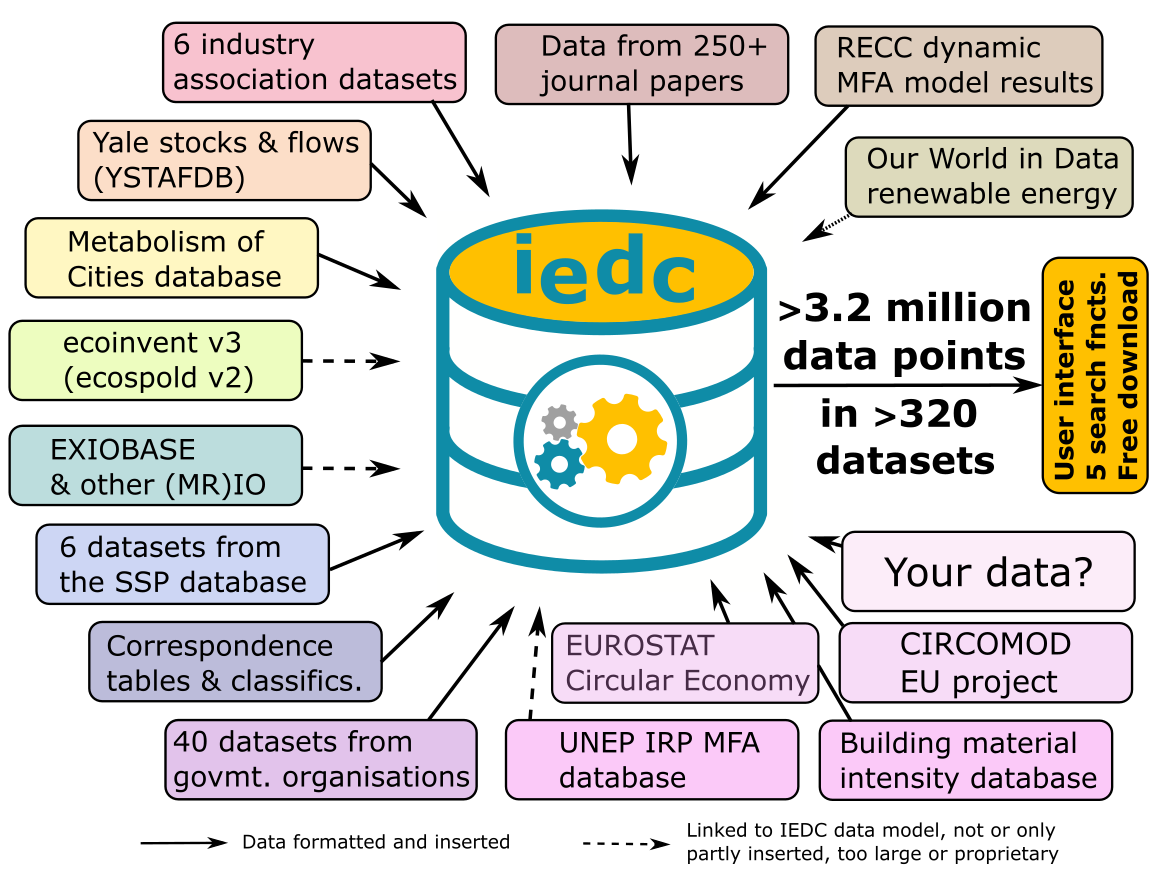 6 industry
association datasets
Data from 250+
journal papers
RECC dynamic
MFA model results
Yale stocks & flows
(YSTAFDB)
Our World in Data
renewable energy
Metabolism of
Cities database
iedc
ecoinvent v3
(ecospold v2)
>3.2 million
data points
in >320
datasets
User interface
5 search fncts.
Free download
EXIOBASE
& other (MR)IO
6 datasets from
the SSP database
Your data?
Correspondence
tables & classifics.
EUROSTAT
Circular Economy
CIRCOMOD
EU project
40 datasets from
govmt. organisations
UNEP IRP MFA
database
Building material
intensity database
Data formatted and inserted
Linked to IEDC data model, not or only
partly inserted, too large or proprietary